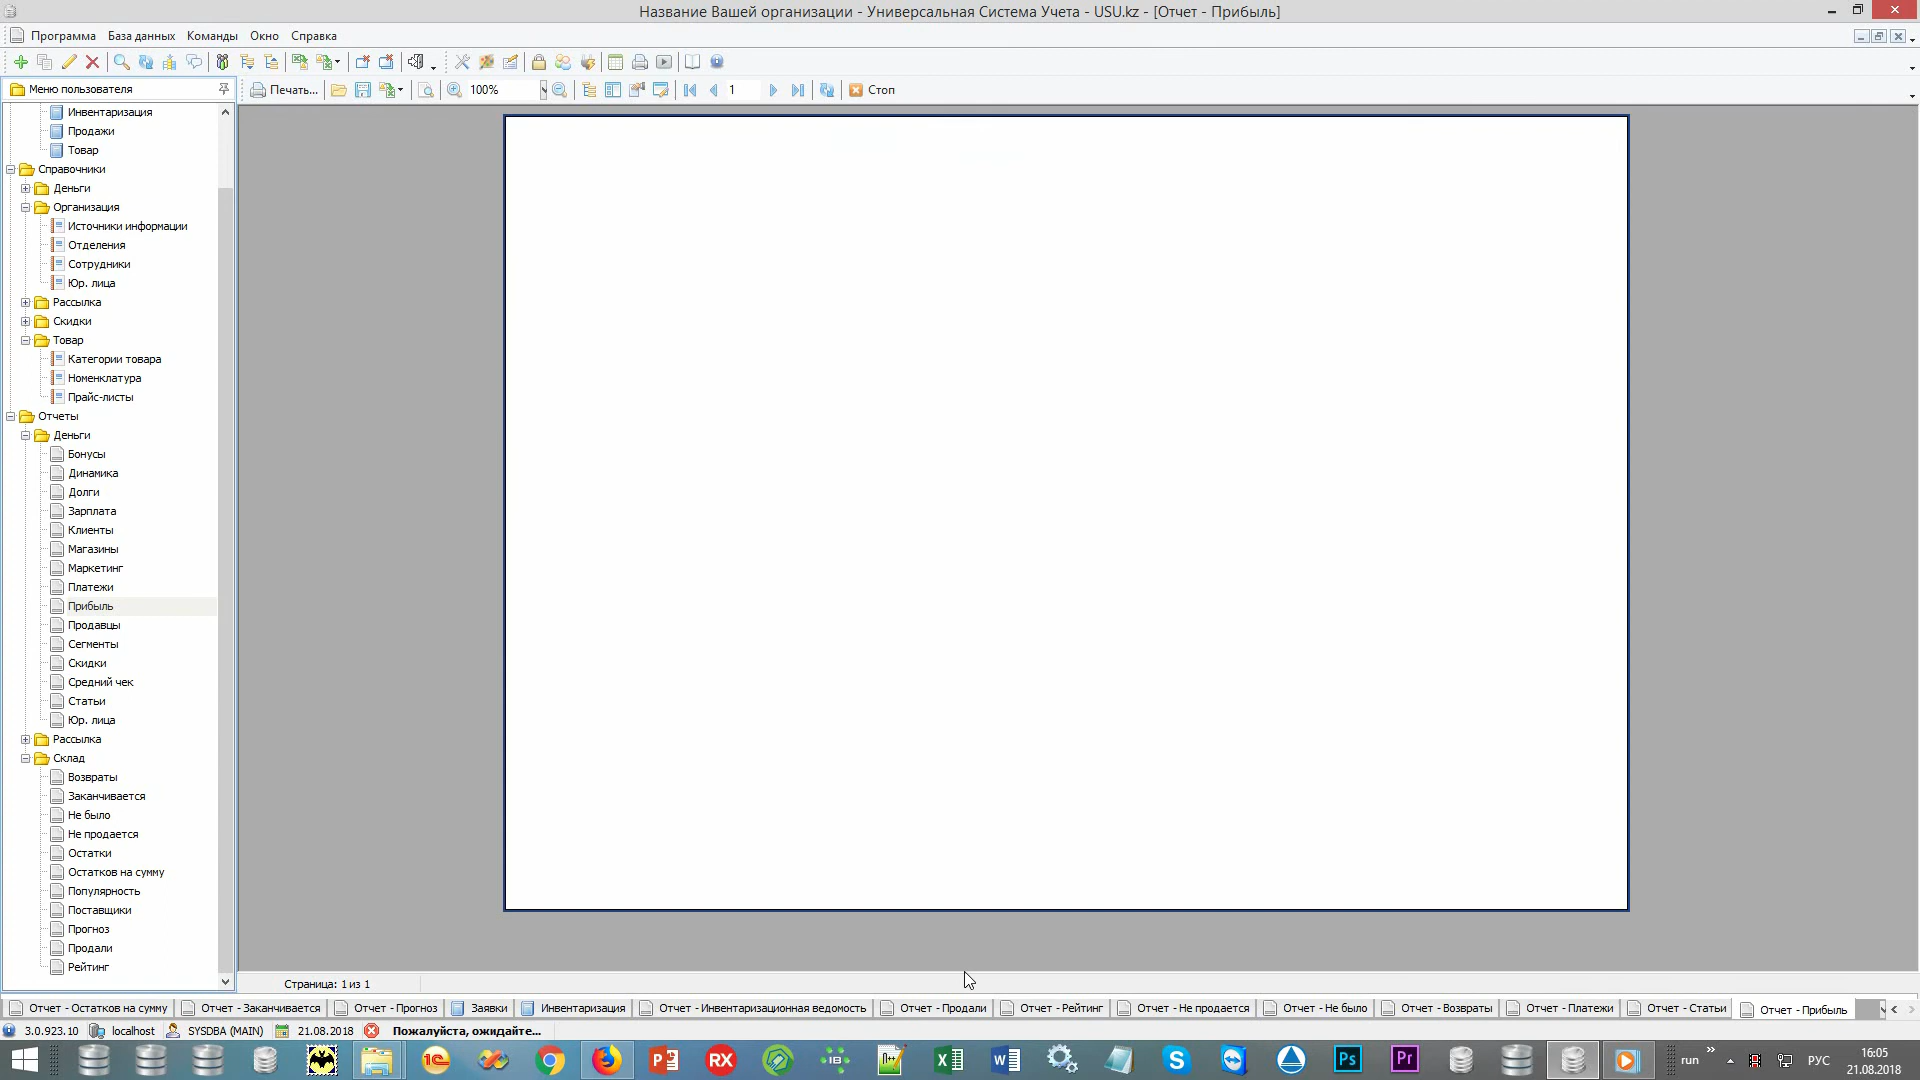 Название Вашей организации - Универсальная Система Учета - USU.kz - [Отчет - Прибыль]
Программа База данных Команды Окно Справка
Меню пользователя
Печать... 100% 1 Стоп
Инвентаризация
Продажи
Товар
Справочники
Деньги
Организация
Источники информации
Отделения
Сотрудники
Юр. лица
Рассылка
Скидки
Товар
Категории товара
Номенклатура
Прайс-листы
Отчеты
Деньги
Бонусы
Динамика
Долги
Зарплата
Клиенты
Магазины
Маркетинг
Платежи
Прибыль
Продавцы
Сегменты
Скидки
Средний чек
Статьи
Юр. лица
Рассылка
Склад
Возвраты
Заканчивается
Не было
Не продается
Остатки
Остатков на сумму
Популярность
Поставщики
Прогноз
Продали
Рейтинг
Страница: 1 из 1
Отчет - Остатков на сумму Отчет - Заканчивается Отчет - Прогноз Заявки Инвентаризация Отчет - Инвентаризационная ведомость Отчет - Продали Отчет - Рейтинг Отчет - Не продается Отчет - Не было Отчет - Возвраты Отчет - Платежи Отчет - Статьи Отчет - Прибыль
3.0.923.10 localhost SYSDBA (MAIN) 21.08.2018 Пожалуйста, ожидайте...
run РУС 16:05
21.08.2018